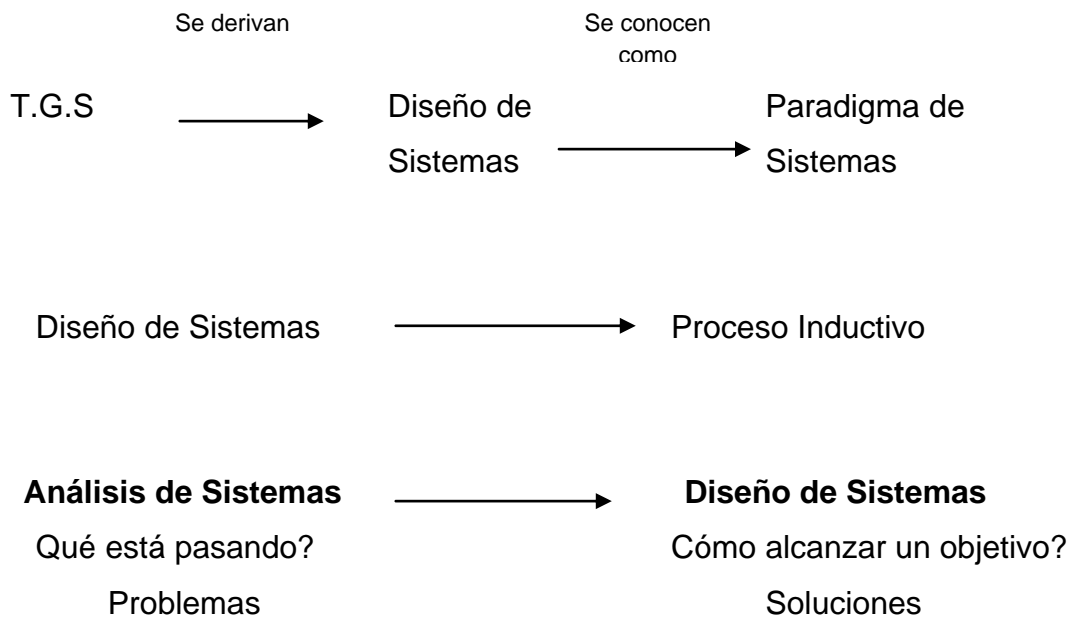 Se derivan
Se conocen
como
T.G.S
Diseño de
Sistemas
Paradigma de
Sistemas
Diseño de Sistemas
Proceso Inductivo
Análisis de Sistemas
Diseño de Sistemas
Qué está pasando?
Cómo alcanzar un objetivo?
Problemas
Soluciones